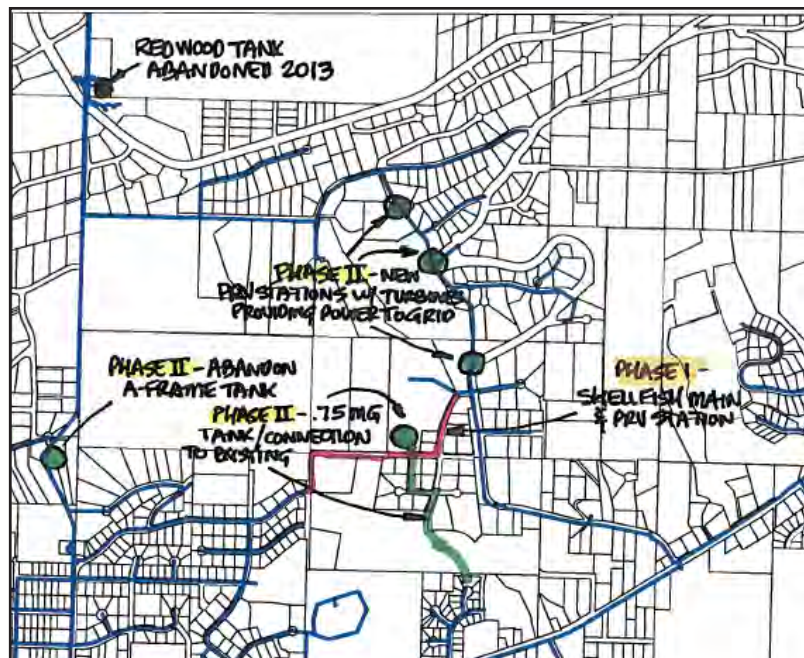 REDWOOD TANK
ABANDONED 2013
PHASE II - NEW
PRV STATIONS W/ TURBINES
PROVIDING POWER TO GRID
PHASE II - ABANDON
A-FRAME TANK
PHASE II - .75 MG
TANK/CONNECTION
TO EXISTING
PHASE 1 -
SHELLFISH MAIN
& PRV STATION